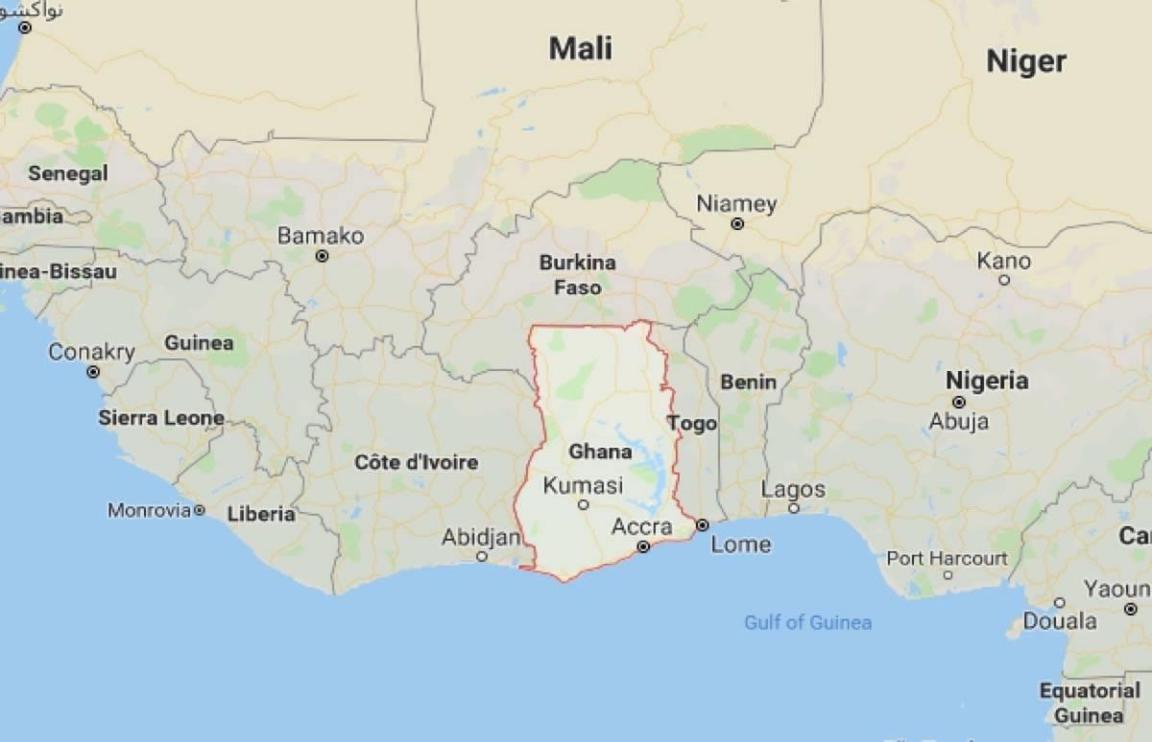 نواكشو
Mali
Niger
Senegal
ambia
Niamey
Bamako
Burkina
Faso
Kano
inea-Bissau
Guinea
Conakry
Benin
Nigeria
Abuja
Sierra Leone
Togo
Ghana
Côte d'Ivoire
Kumasi
Lagos
Monrovia
Liberia
Accra
Abidjan
Lome
Ca
Port Harcourt
Yaoun
Gulf of Guinea
Douala
Equatorial
Guinea